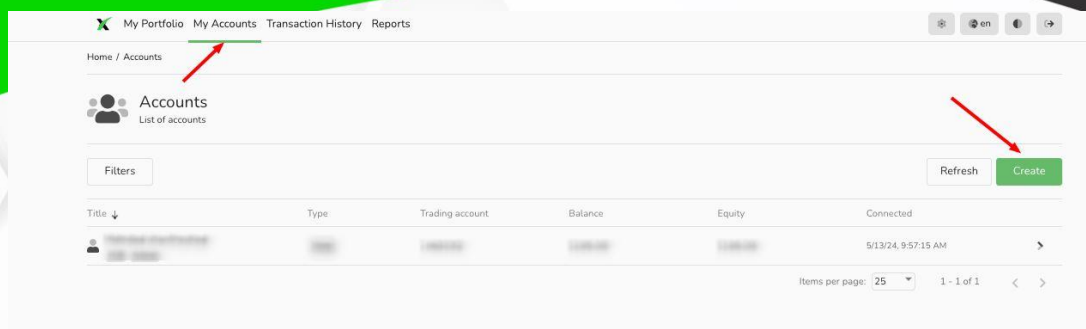 My Portfolio My Accounts Transaction History Reports en
Home / Accounts
Accounts
List of accounts
Filters Refresh Create
Title Type Trading account Balance Equity Connected
5/13/24, 9:57:15 AM
Items per page: 25 1 - 1 of 1